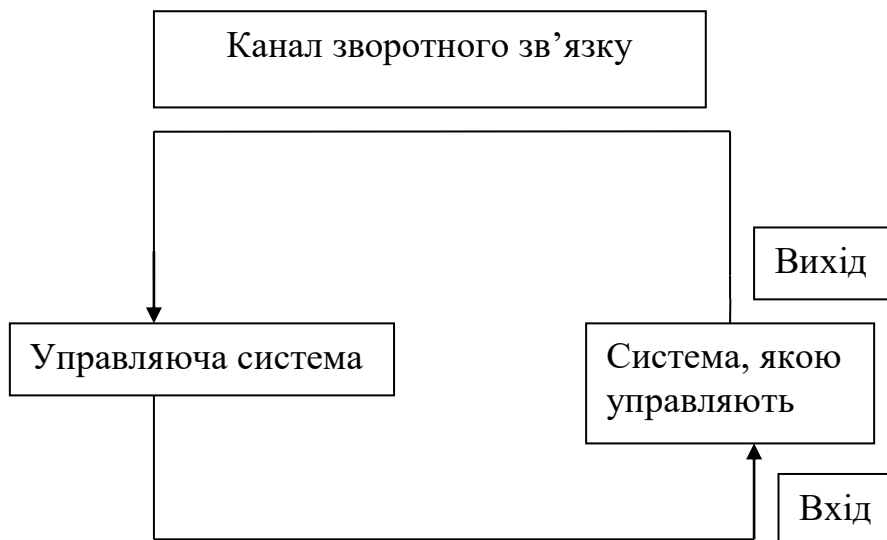 Канал зворотного зв’язку
Вихід
Управляюча система
Система, якою
управляють
Вхід